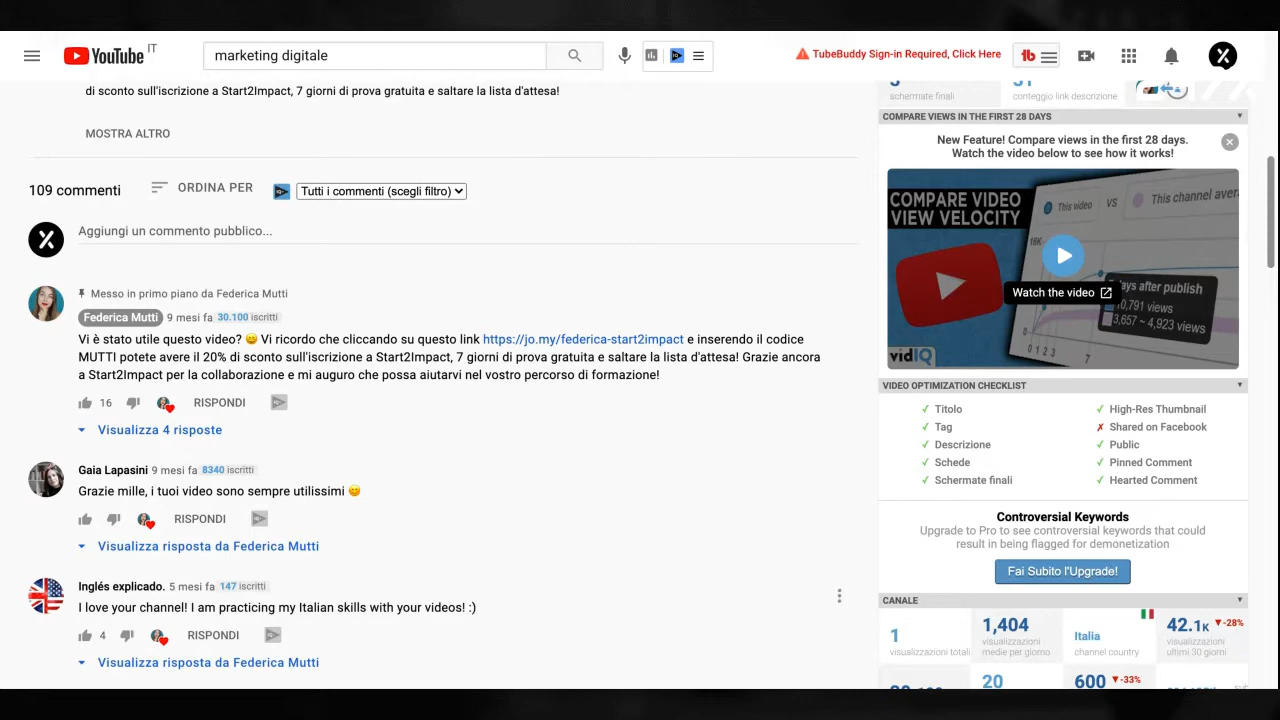 YouTube IT
marketing digitale
TubeBuddy Sign-in Required, Click Here
di sconto sull'iscrizione a Start2Impact, 7 giorni di prova gratuita e saltare la lista d'attesa!
MOSTRA ALTRO
109 commenti
ORDINA PER
Tutti i commenti (scegli filtro)
Aggiungi un commento pubblico...
Messo in primo piano da Federica Mutti
Federica Mutti 9 mesi fa 30.100 iscritti
Vi è stato utile questo video? 😄 Vi ricordo che cliccando su questo link https://jo.my/federica-start2impact e inserendo il codice
MUTTI potete avere il 20% di sconto sull'iscrizione a Start2Impact, 7 giorni di prova gratuita e saltare la lista d'attesa! Grazie ancora
a Start2Impact per la collaborazione e mi auguro che possa aiutarvi nel vostro percorso di formazione!
16 RISPONDI
Visualizza 4 risposte
Gaia Lapasini 9 mesi fa 8340 iscritti
Grazie mille, i tuoi video sono sempre utilissimi 😊
RISPONDI
Visualizza risposta da Federica Mutti
Inglés explicado. 5 mesi fa 147 iscritti
I love your channel! I am practicing my Italian skills with your videos! :)
4 RISPONDI
Visualizza risposta da Federica Mutti
schermate finali
conteggio link descrizione
COMPARE VIEWS IN THE FIRST 28 DAYS
New Feature! Compare views in the first 28 days.
Watch the video below to see how it works!
COMPARE VIDEO
VIEW VELOCITY
This video VS This channel
Watch the video
days after publish
10,791 views
3,657 ~ 4,923 views
0 1 2 3 7
vidIQ
VIDEO OPTIMIZATION CHECKLIST
✓ Titolo
✓ Tag
✓ Descrizione
✓ Schede
✓ Schermate finali
✓ High-Res Thumbnail
✗ Shared on Facebook
✓ Public
✓ Pinned Comment
✓ Hearted Comment
Controversial Keywords
Upgrade to Pro to see controversial keywords that could
result in being flagged for demonetization
Fai Subito l'Upgrade!
CANALE
1
visualizzazioni totali
1,404
visualizzazioni
medie per giorno
Italia
channel country
42.1K ▼-28%
visualizzazioni
ultimi 30 giorni
20
600 ▼-33%